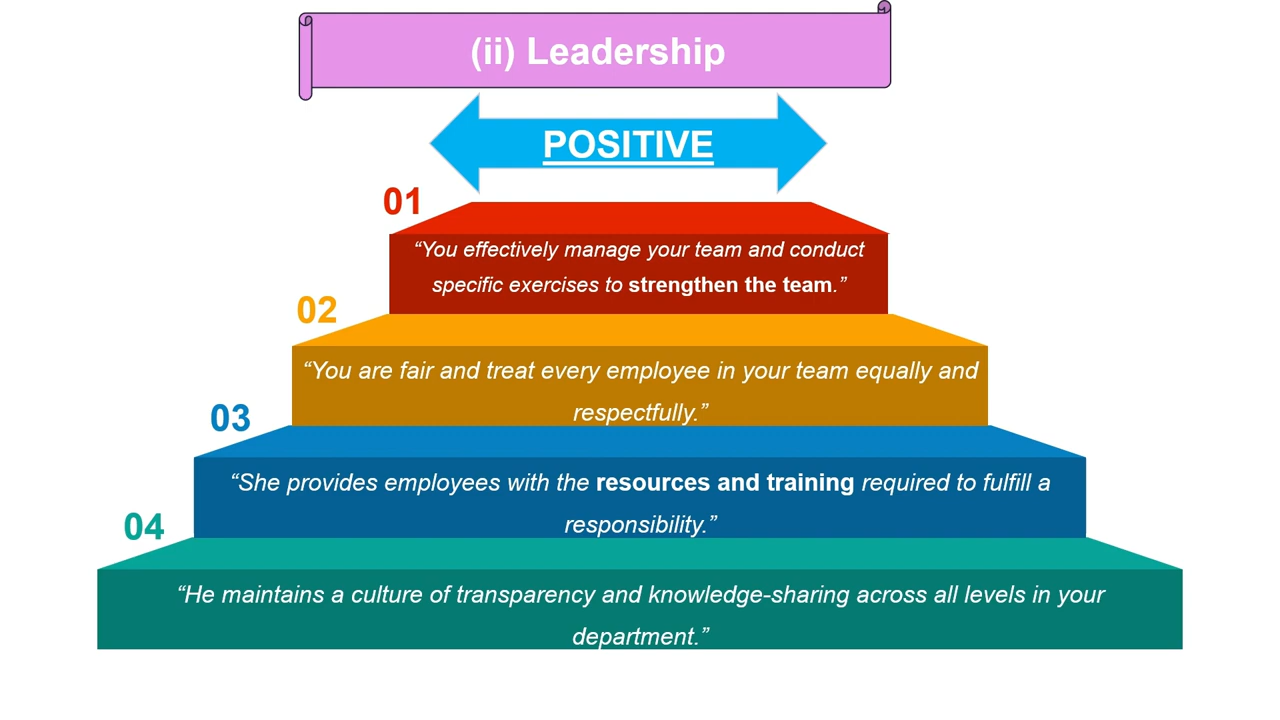 (ii) Leadership
POSITIVE
01
“You effectively manage your team and conduct
specific exercises to strengthen the team.”
02
“You are fair and treat every employee in your team equally and
respectfully.”
03
“She provides employees with the resources and training required to fulfill a
responsibility.”
04
“He maintains a culture of transparency and knowledge-sharing across all levels in your
department.”